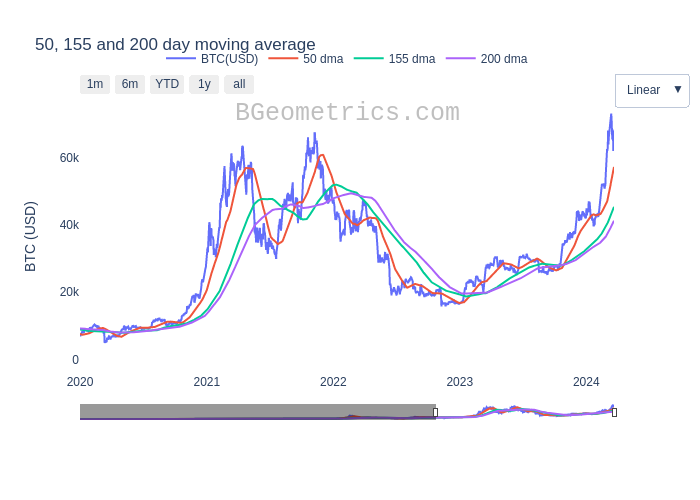 50, 155 and 200 day moving average
BTC(USD) 50 dma 155 dma 200 dma
1m 6m YTD 1y all
Linear ▼
BGeometrics.com
60k
40k
20k
0
BTC (USD)
2020 2021 2022 2023 2024